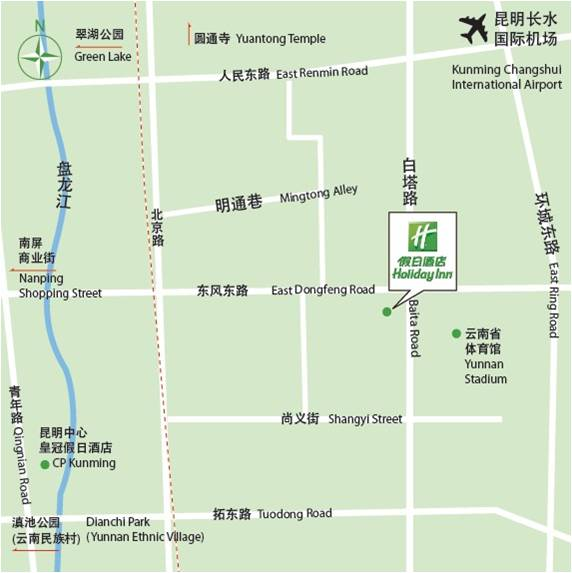 N
翠湖公园
Green Lake
圆通寺 Yuantong Temple
昆明长水
国际机场
Kunming Changshui
International Airport
人民东路 East Renmin Road
盘龙江
白塔路
明通巷 Mingtong Alley
北京路
环城东路 East Ring Road
南屏
商业街
Nanping
Shopping Street
H
假日酒店
Holiday Inn
东风东路 East Dongfeng Road
Baita Road
云南省
体育馆
Yunnan
Stadium
青年路 Qingnian Road
尚义街 Shangyi Street
昆明中心
皇冠假日酒店
CP Kunming
拓东路 Tuodong Road
滇池公园 Dianchi Park
(云南民族村) (Yunnan Ethnic Village)